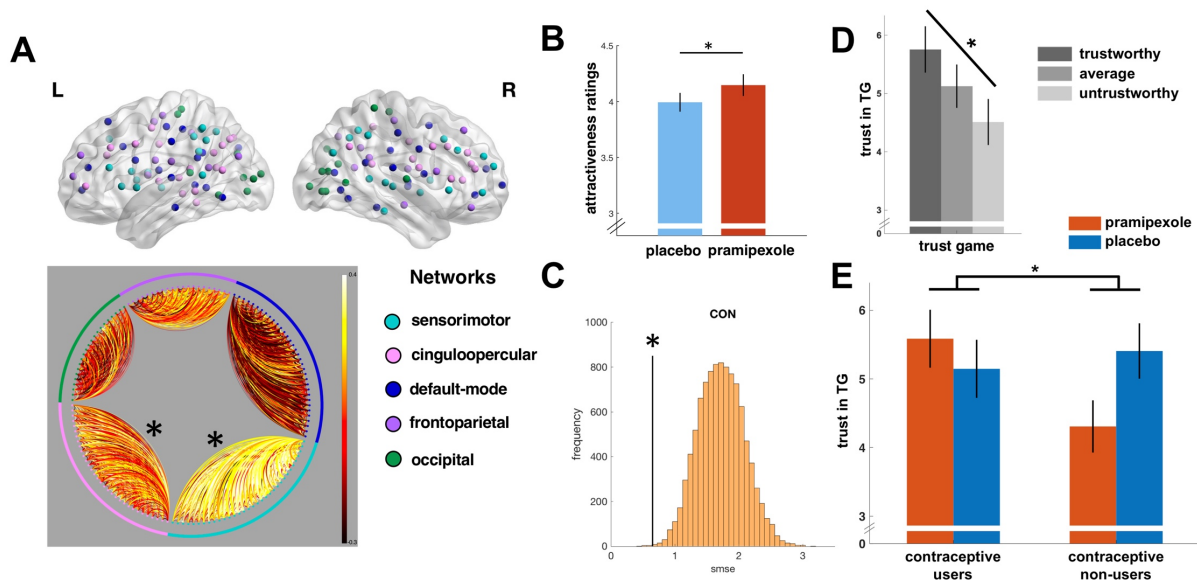 A
L
R
0.4
-0.3
Networks
sensorimotor
cinguloopercular
default-mode
frontoparietal
occipital
B
attractiveness ratings
4.5
4
3
*
placebo
pramipexole
C
CON
frequency
1000
800
600
400
200
0
*
1
2
3
smse
D
trust in TG
6
5
4
3
0
*
trust game
trustworthy
average
untrustworthy
pramipexole
placebo
E
trust in TG
6
5
4
3
0
*
contraceptive
users
contraceptive
non-users
*
*